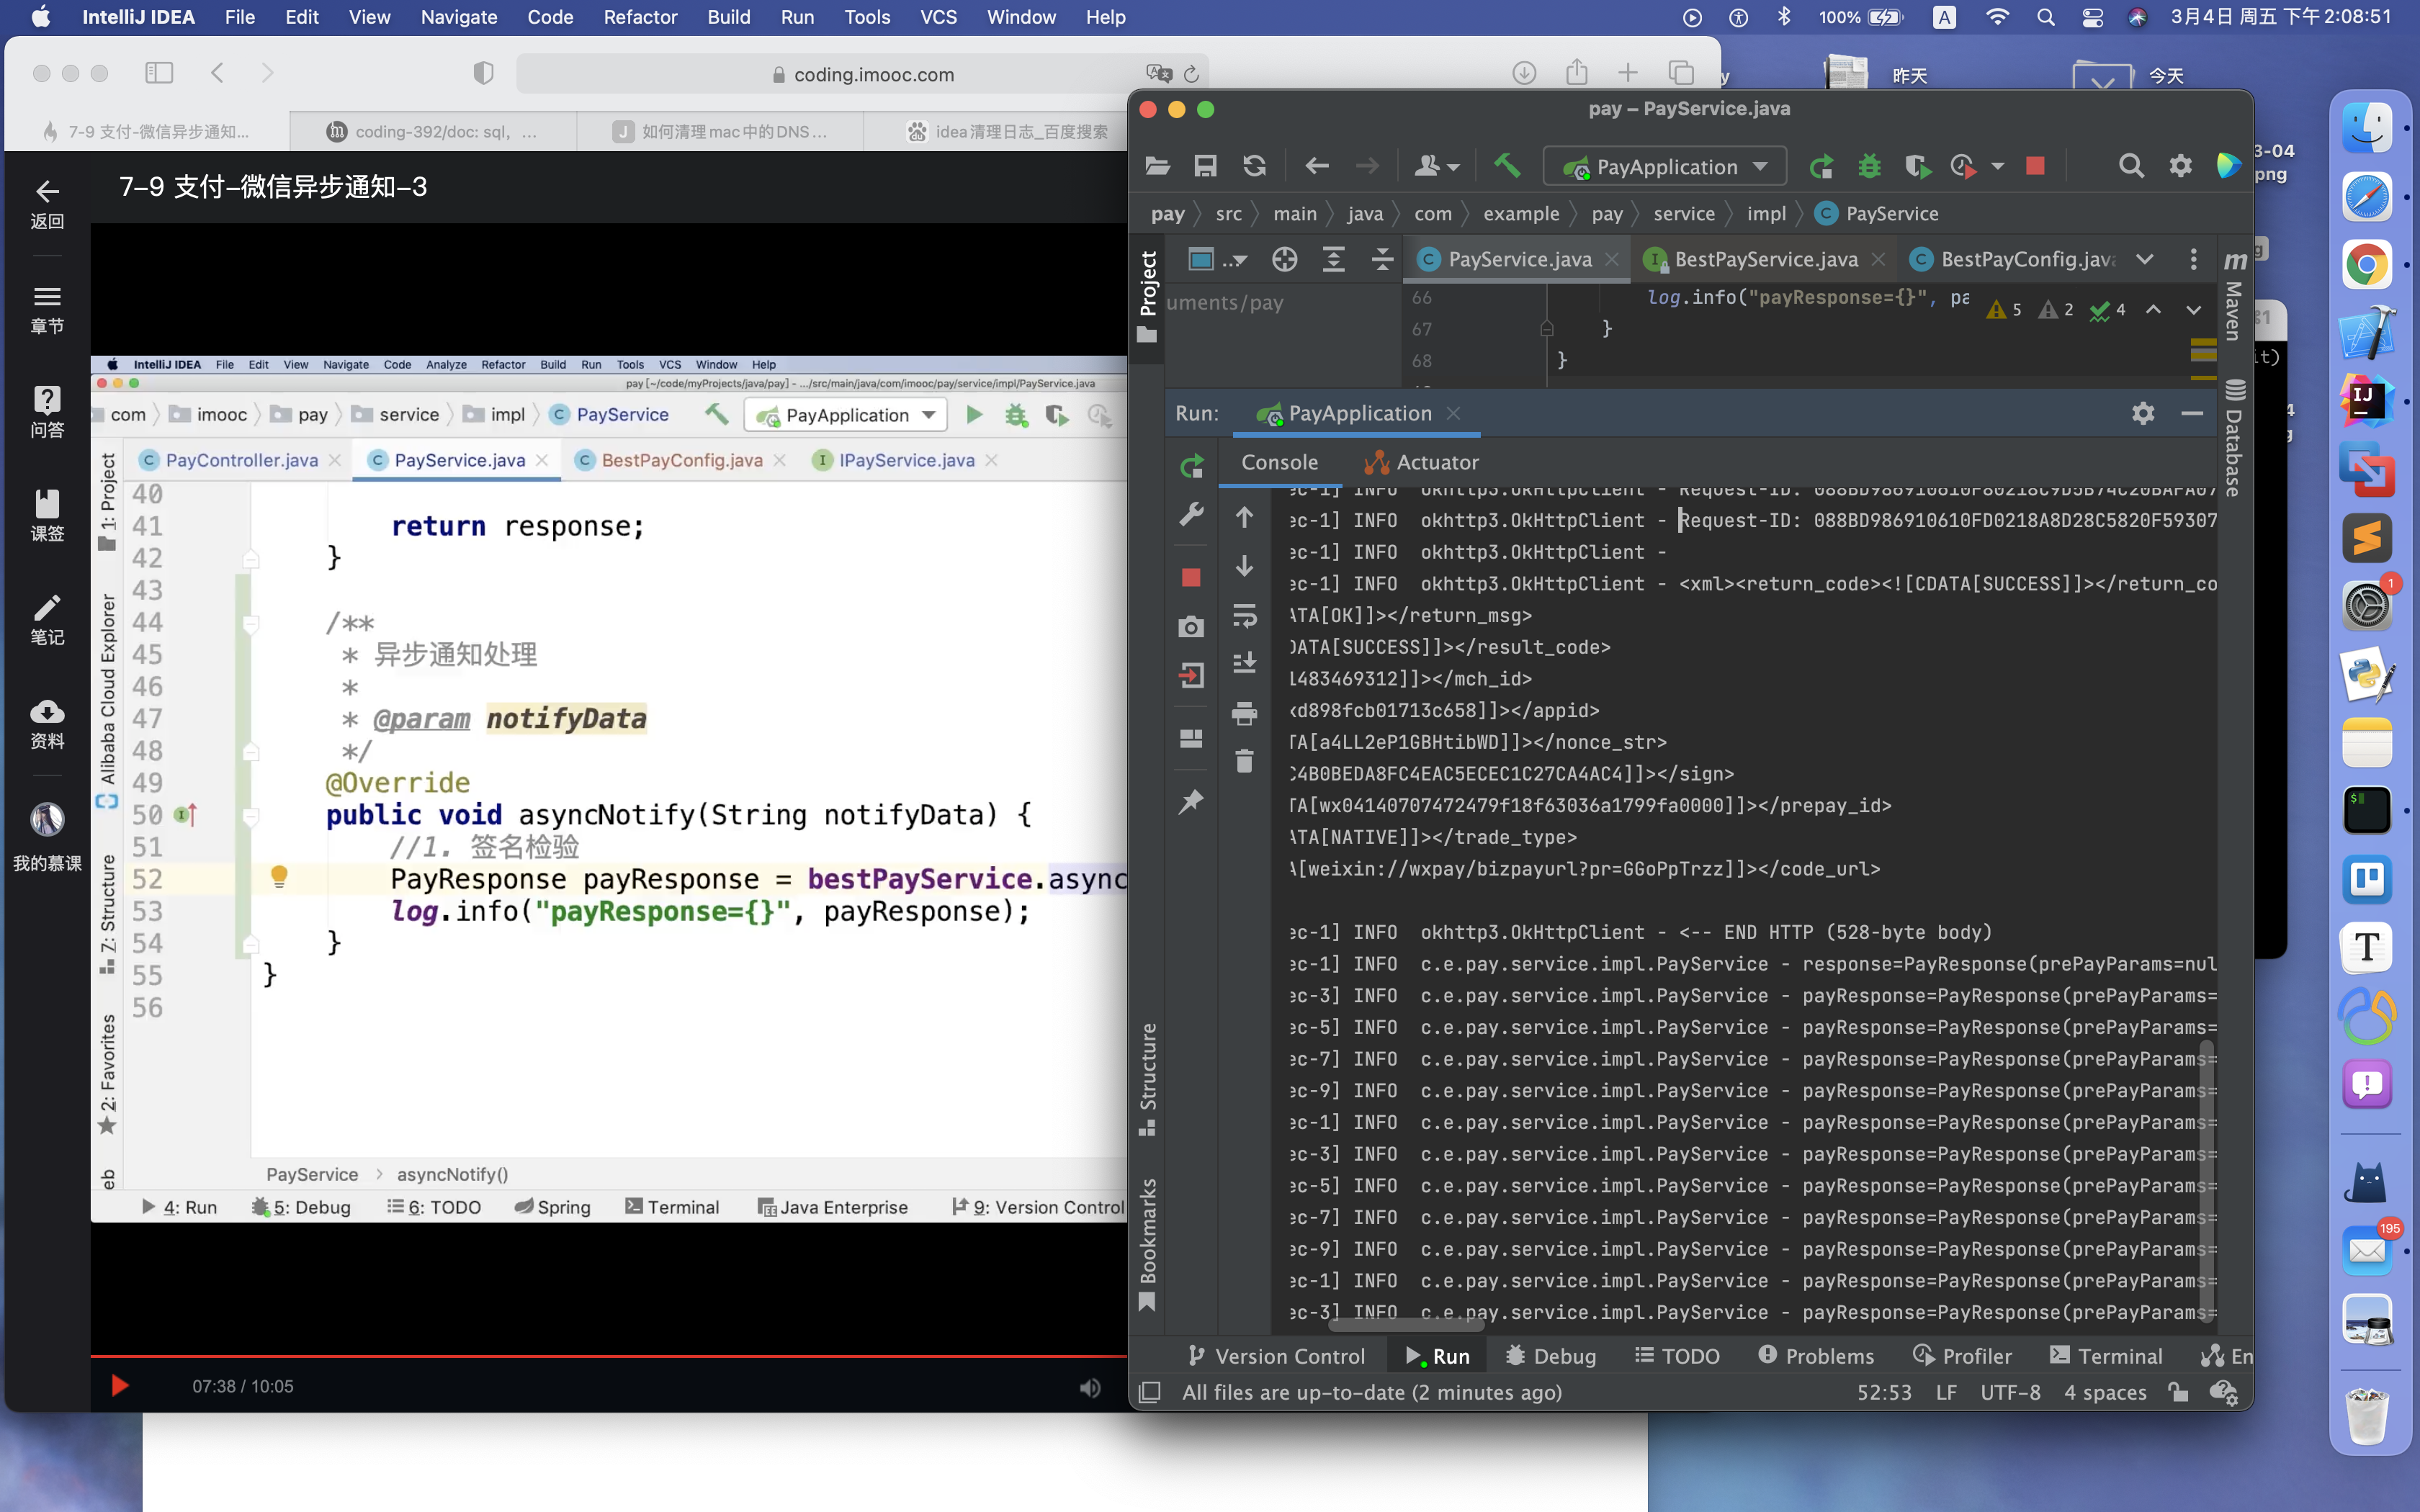 IntelliJ IDEA File Edit View Navigate Code Refactor Build Run Tools VCS Window Help
100% A 3月4日 周五 下午 2:08:51
昨天
今天
coding.imooc.com
7-9 支付-微信异步通知...
coding-392/doc: sql, ...
如何清理mac中的DNS...
idea清理日志_百度搜索
3-04
png
7-9 支付-微信异步通知-3
返回
章节
问答
课签
笔记
资料
我的慕课
IntelliJ IDEA File Edit View Navigate Code Analyze Refactor Build Run Tools VCS Window Help
pay [~/code/myProjects/java/pay] - .../src/main/java/com/imooc/pay/service/impl/PayService.java
com imooc pay service impl PayService PayApplication
PayController.java PayService.java BestPayConfig.java IPayService.java
1: Project
Alibaba Cloud Explorer
7: Structure
2: Favorites
eb
40
41 return response;
42 }
43
44 /**
45 * 异步通知处理
46 *
47 * @param notifyData
48 */
49 @Override
50 public void asyncNotify(String notifyData) {
51 //1. 签名检验
52 PayResponse payResponse = bestPayService.async
53 log.info("payResponse={}", payResponse);
54 }
55 }
56
PayService > asyncNotify()
4: Run 5: Debug 6: TODO Spring Terminal Java Enterprise 9: Version Control
07:38 / 10:05
pay – PayService.java
PayApplication
pay src main java com example pay service impl PayService
PayService.java BestPayService.java BestPayConfig.java
Project
uments/pay
66 log.info("payResponse={}", pa
67 }
68 }
5 2 4
Maven
Database
Run: PayApplication
Console Actuator
ec-1] INFO okhttp3.OkHttpClient - Request-ID:
ec-1] INFO okhttp3.OkHttpClient - Request-ID: 088BD986910610FD0218A8D28C5820F59307
ec-1] INFO okhttp3.OkHttpClient -
ec-1] INFO okhttp3.OkHttpClient - <xml><return_code><![CDATA[SUCCESS]]></return_co
ATA[OK]]></return_msg>
DATA[SUCCESS]]></result_code>
1483469312]]></mch_id>
xd898fcb01713c658]]></appid>
TA[a4LL2eP1GBHtibWD]]></nonce_str>
C4B0BEDA8FC4EAC5ECEC1C27CA4AC4]]></sign>
TA[wx04140707472479f18f63036a1799fa0000]]></prepay_id>
ATA[NATIVE]]></trade_type>
A[weixin://wxpay/bizpayurl?pr=GGoPpTrzz]]></code_url>
ec-1] INFO okhttp3.OkHttpClient - <-- END HTTP (528-byte body)
ec-1] INFO c.e.pay.service.impl.PayService - response=PayResponse(prePayParams=nul
ec-3] INFO c.e.pay.service.impl.PayService - payResponse=PayResponse(prePayParams=
ec-5] INFO c.e.pay.service.impl.PayService - payResponse=PayResponse(prePayParams=
ec-7] INFO c.e.pay.service.impl.PayService - payResponse=PayResponse(prePayParams=
ec-9] INFO c.e.pay.service.impl.PayService - payResponse=PayResponse(prePayParams=
ec-1] INFO c.e.pay.service.impl.PayService - payResponse=PayResponse(prePayParams=
ec-3] INFO c.e.pay.service.impl.PayService - payResponse=PayResponse(prePayParams=
ec-5] INFO c.e.pay.service.impl.PayService - payResponse=PayResponse(prePayParams=
ec-7] INFO c.e.pay.service.impl.PayService - payResponse=PayResponse(prePayParams=
ec-9] INFO c.e.pay.service.impl.PayService - payResponse=PayResponse(prePayParams=
ec-1] INFO c.e.pay.service.impl.PayService - payResponse=PayResponse(prePayParams=
ec-3] INFO c.e.pay.service.impl.PayService - payResponse=PayResponse(prePayParams=
Structure
Bookmarks
Version Control Run Debug TODO Problems Profiler Terminal En
All files are up-to-date (2 minutes ago) 52:53 LF UTF-8 4 spaces
1
195